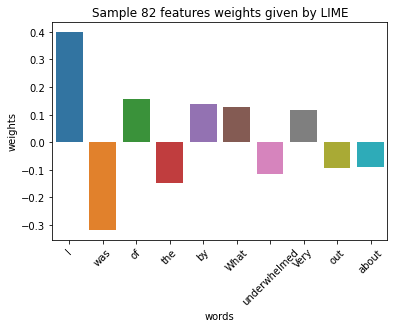 Sample 82 features weights given by LIME
weights
0.4
0.3
0.2
0.1
0.0
−0.1
−0.2
−0.3
I was of the by What underwhelmed Very out about
words